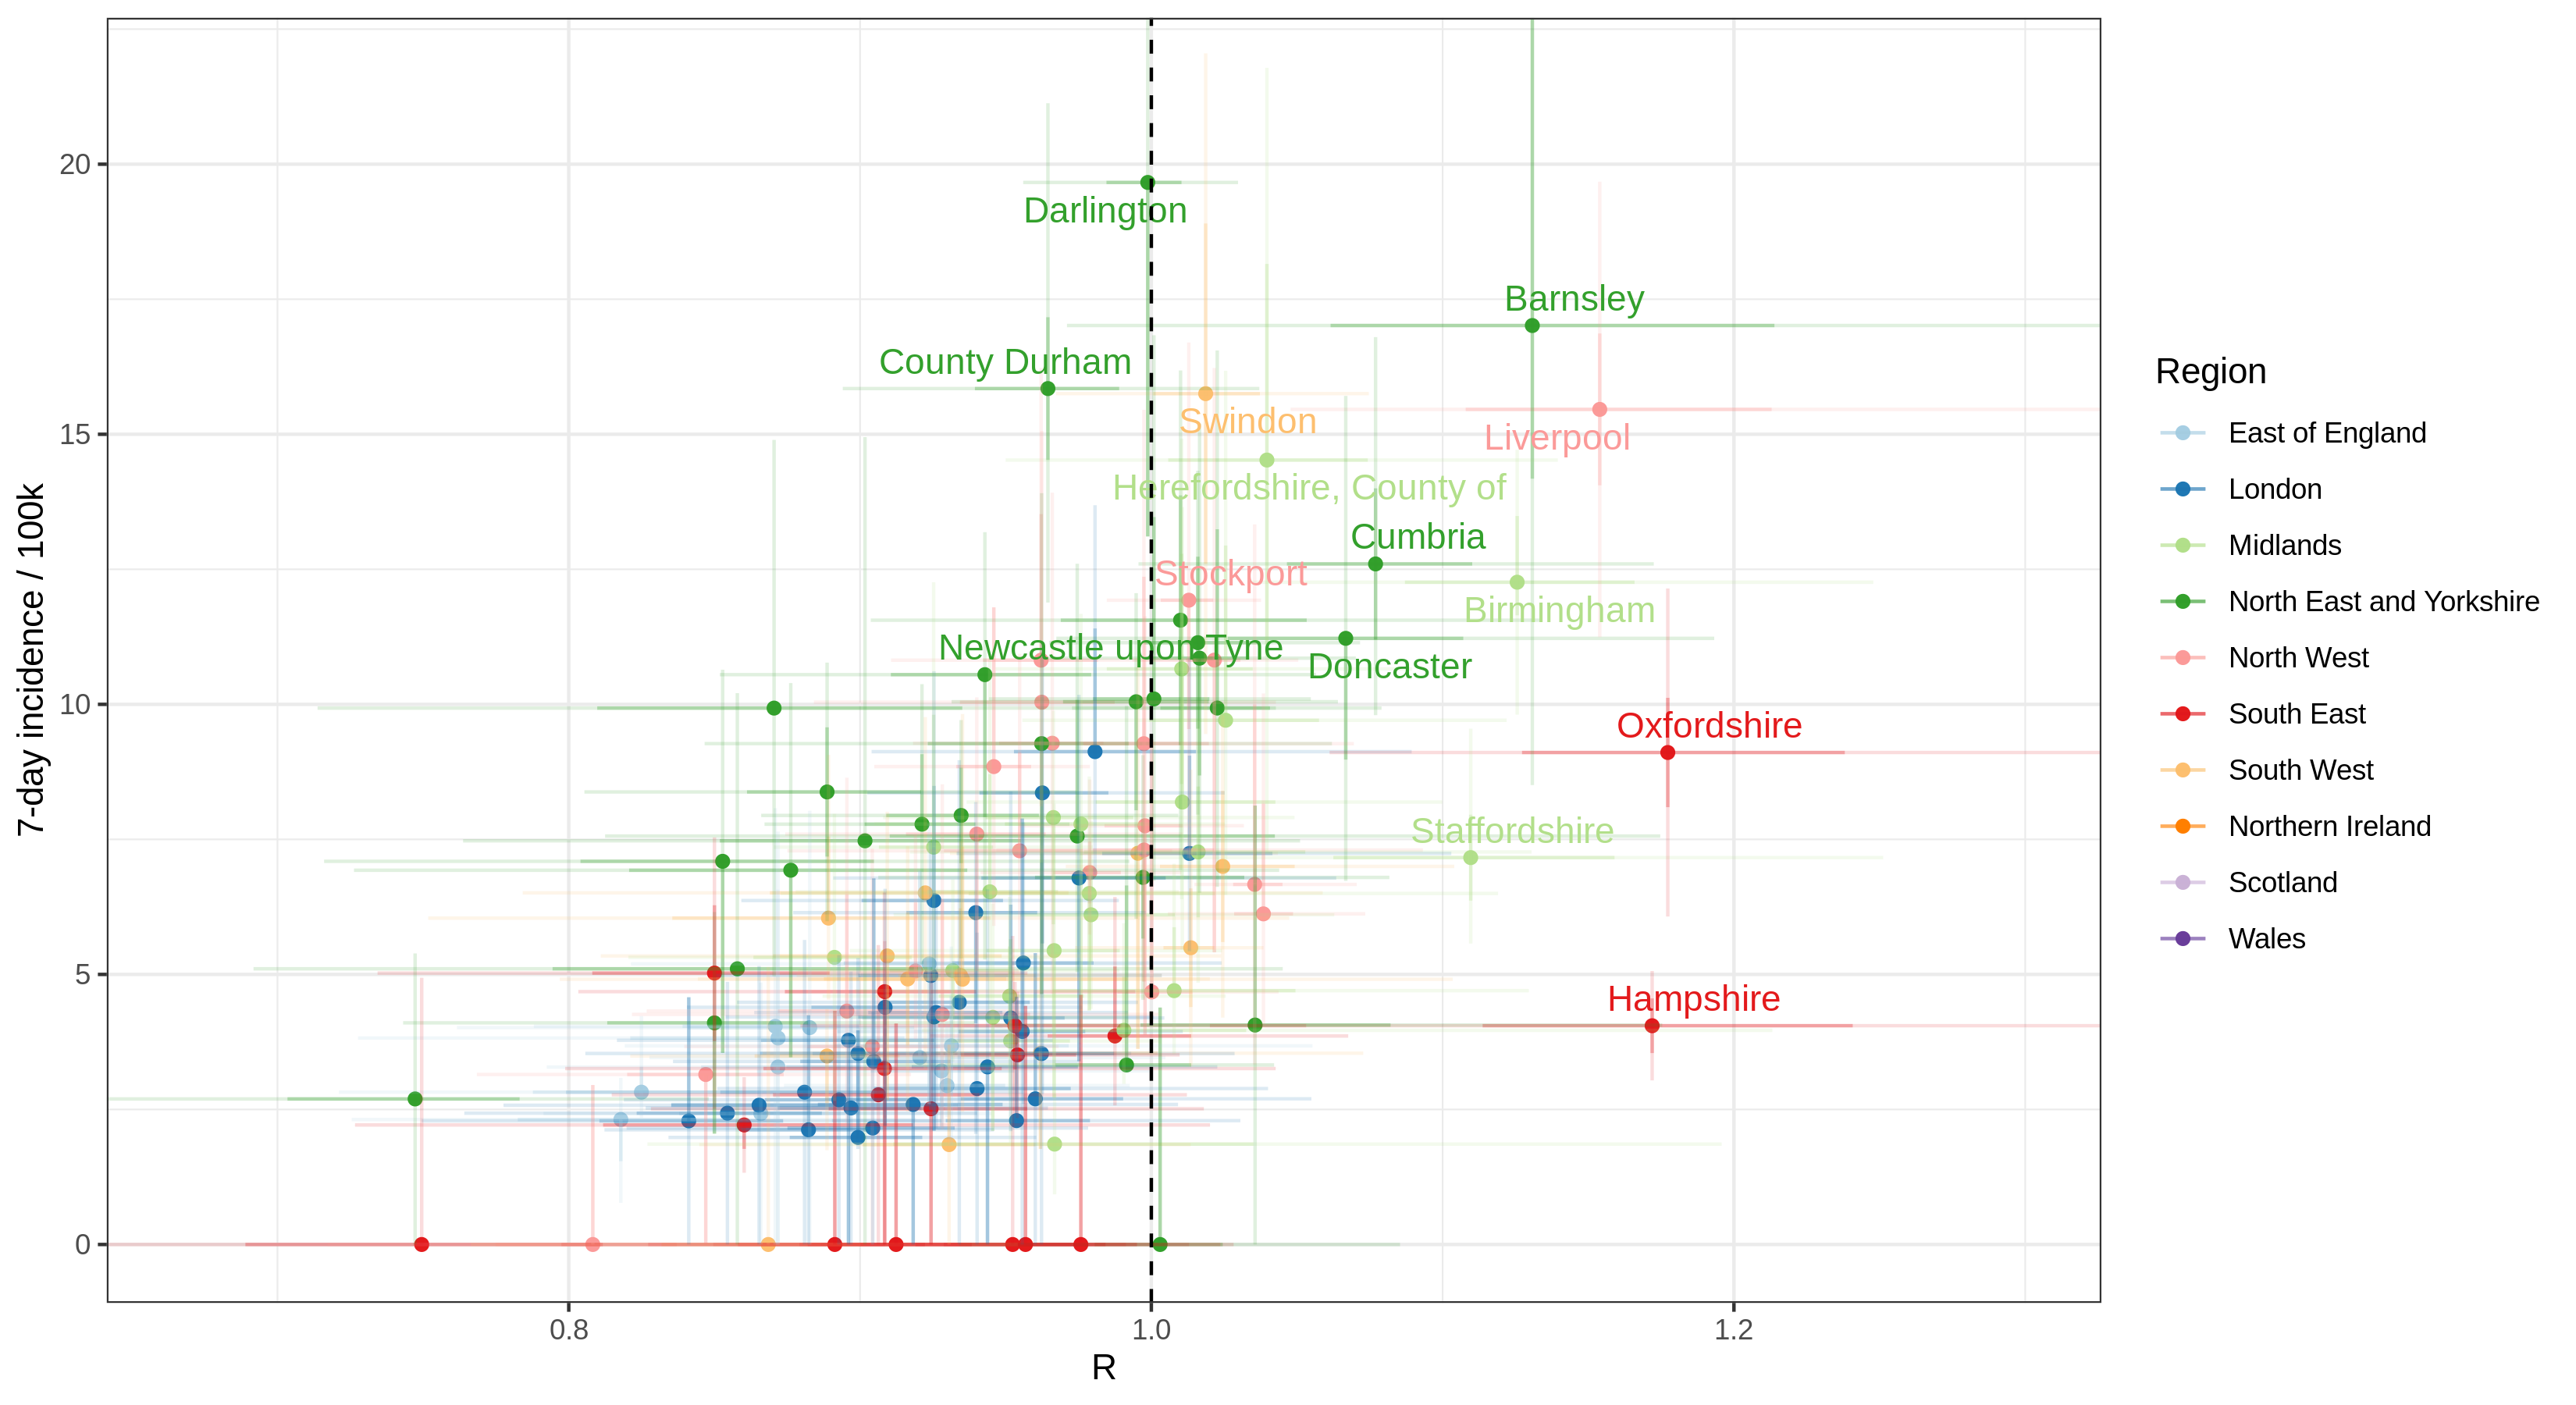 20
15
10
5
0
7-day incidence / 100k
Darlington
Barnsley
County Durham
Swindon
Liverpool
Herefordshire, County of
Cumbria
Stockport
Birmingham
Newcastle upon Tyne
Doncaster
Oxfordshire
Staffordshire
Hampshire
0.8
1.0
1.2
R
Region
East of England
London
Midlands
North East and Yorkshire
North West
South East
South West
Northern Ireland
Scotland
Wales